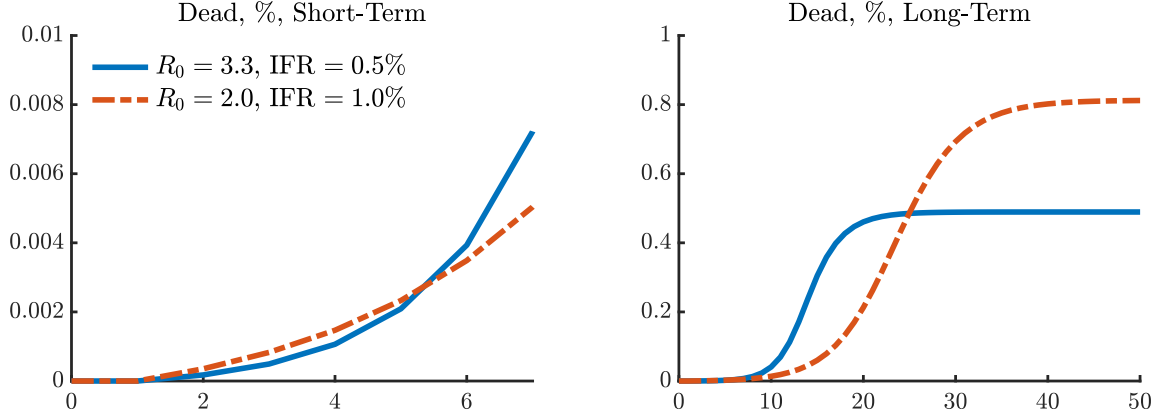 Dead, %, Short-Term
0.01
0.008
0.006
0.004
0.002
0
0 2 4 6
R₀ = 3.3, IFR = 0.5%
R₀ = 2.0, IFR = 1.0%
Dead, %, Long-Term
1
0.8
0.6
0.4
0.2
0
0 10 20 30 40 50